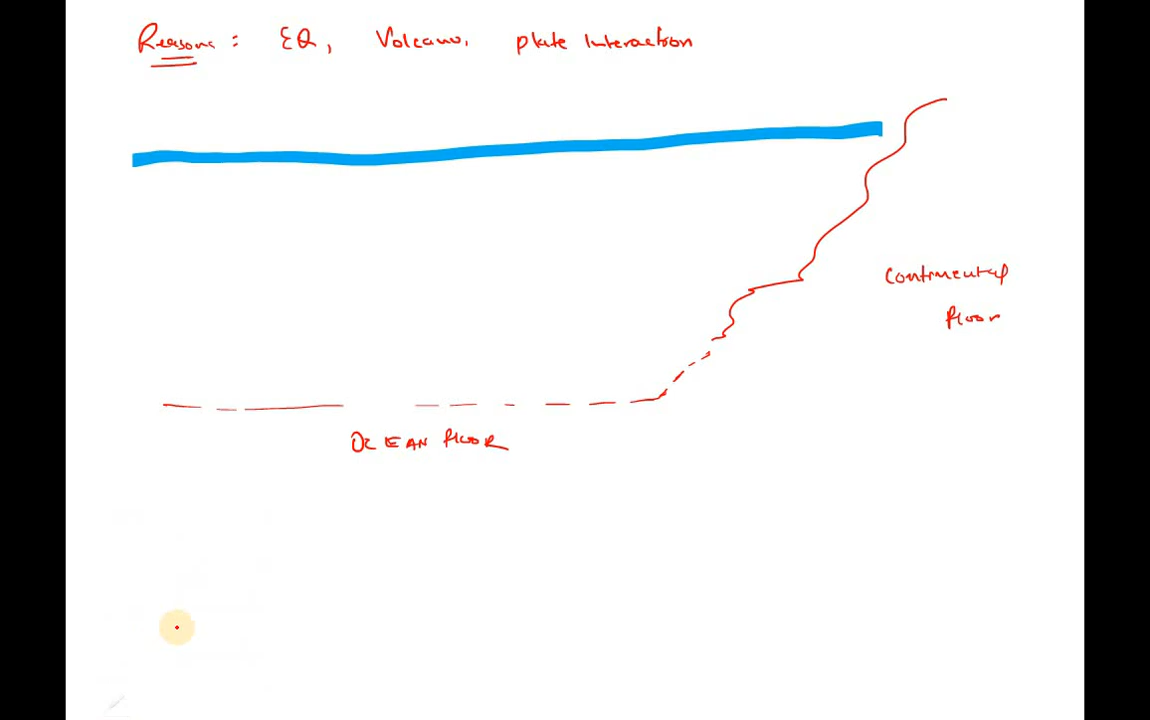 Reasons : EQ, Volcano, plate Interaction
Continental
floor
OCEAN flooR